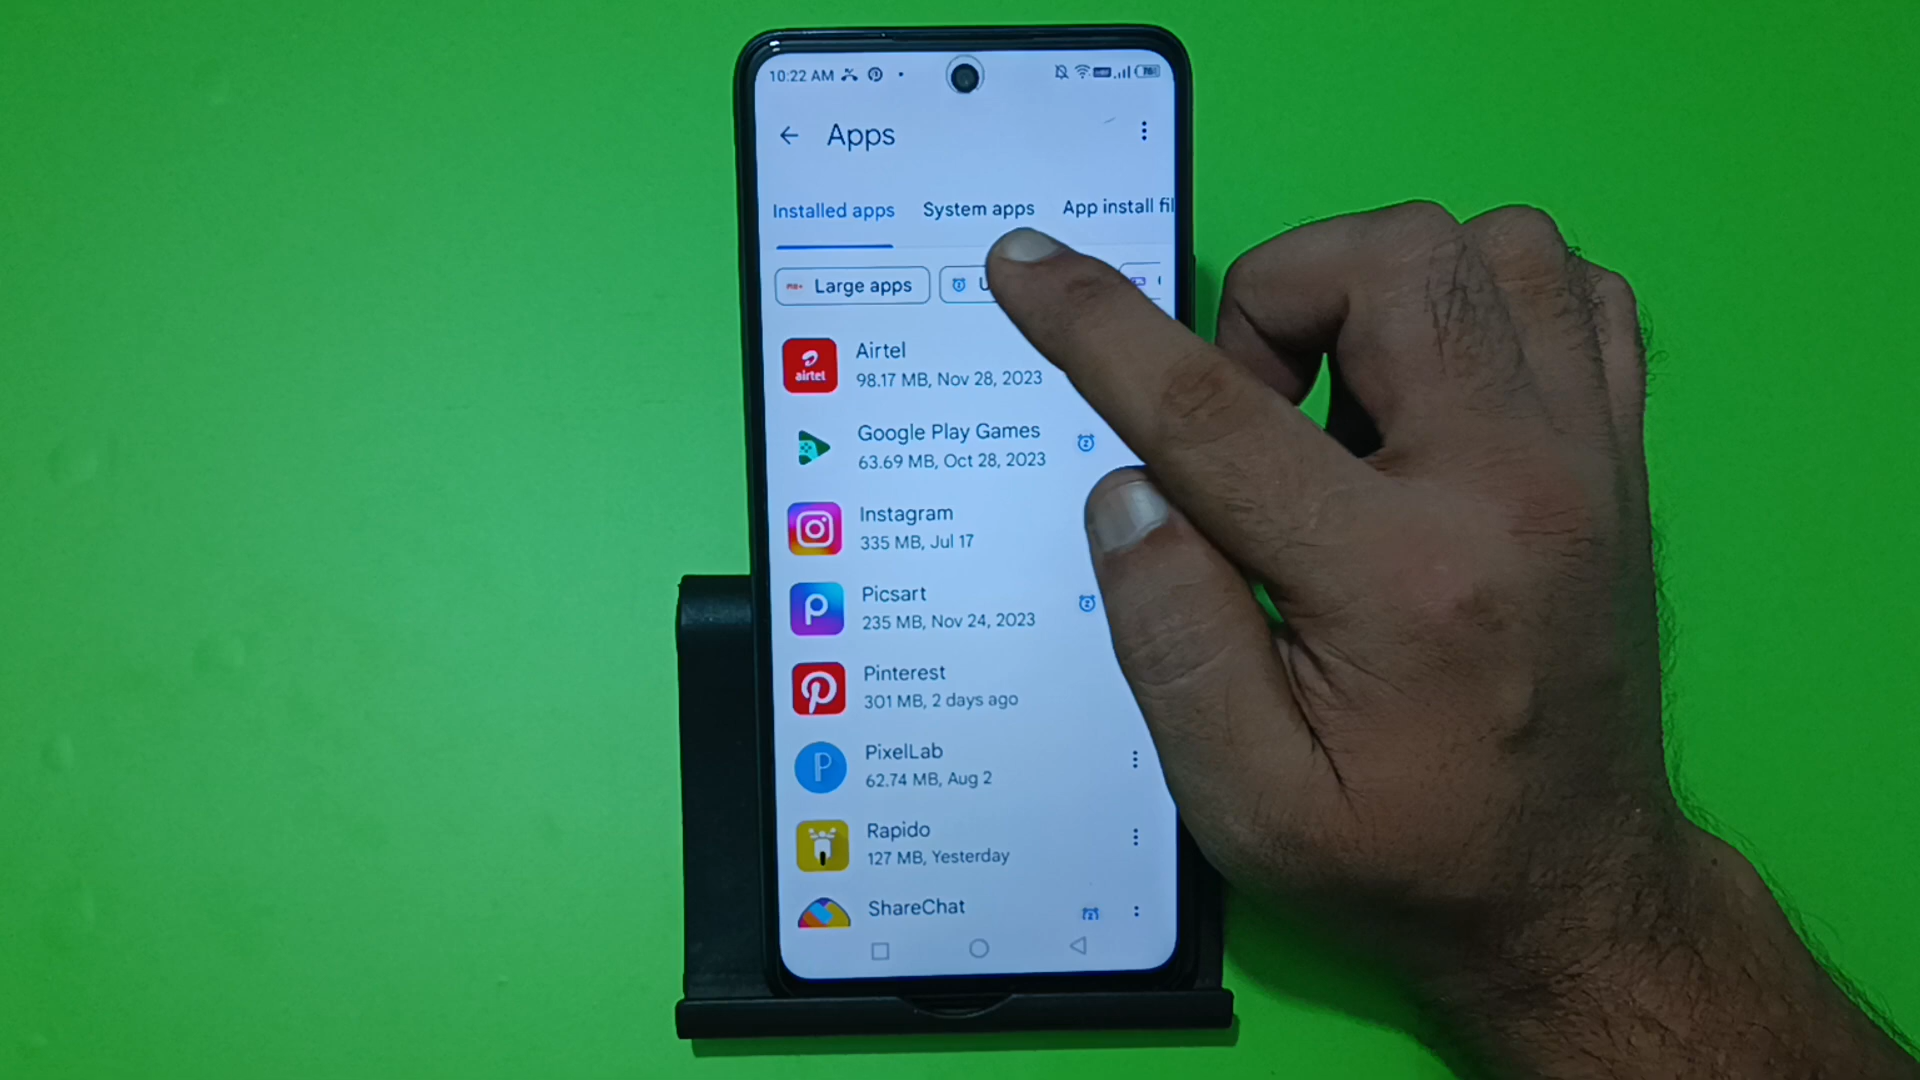 10:22 AM
Apps
Installed apps System apps App install fil
Large apps U
Airtel
airtel
98.17 MB, Nov 28, 2023
Google Play Games
63.69 MB, Oct 28, 2023
Instagram
335 MB, Jul 17
Picsart
235 MB, Nov 24, 2023
Pinterest
301 MB, 2 days ago
PixelLab
62.74 MB, Aug 2
Rapido
127 MB, Yesterday
ShareChat